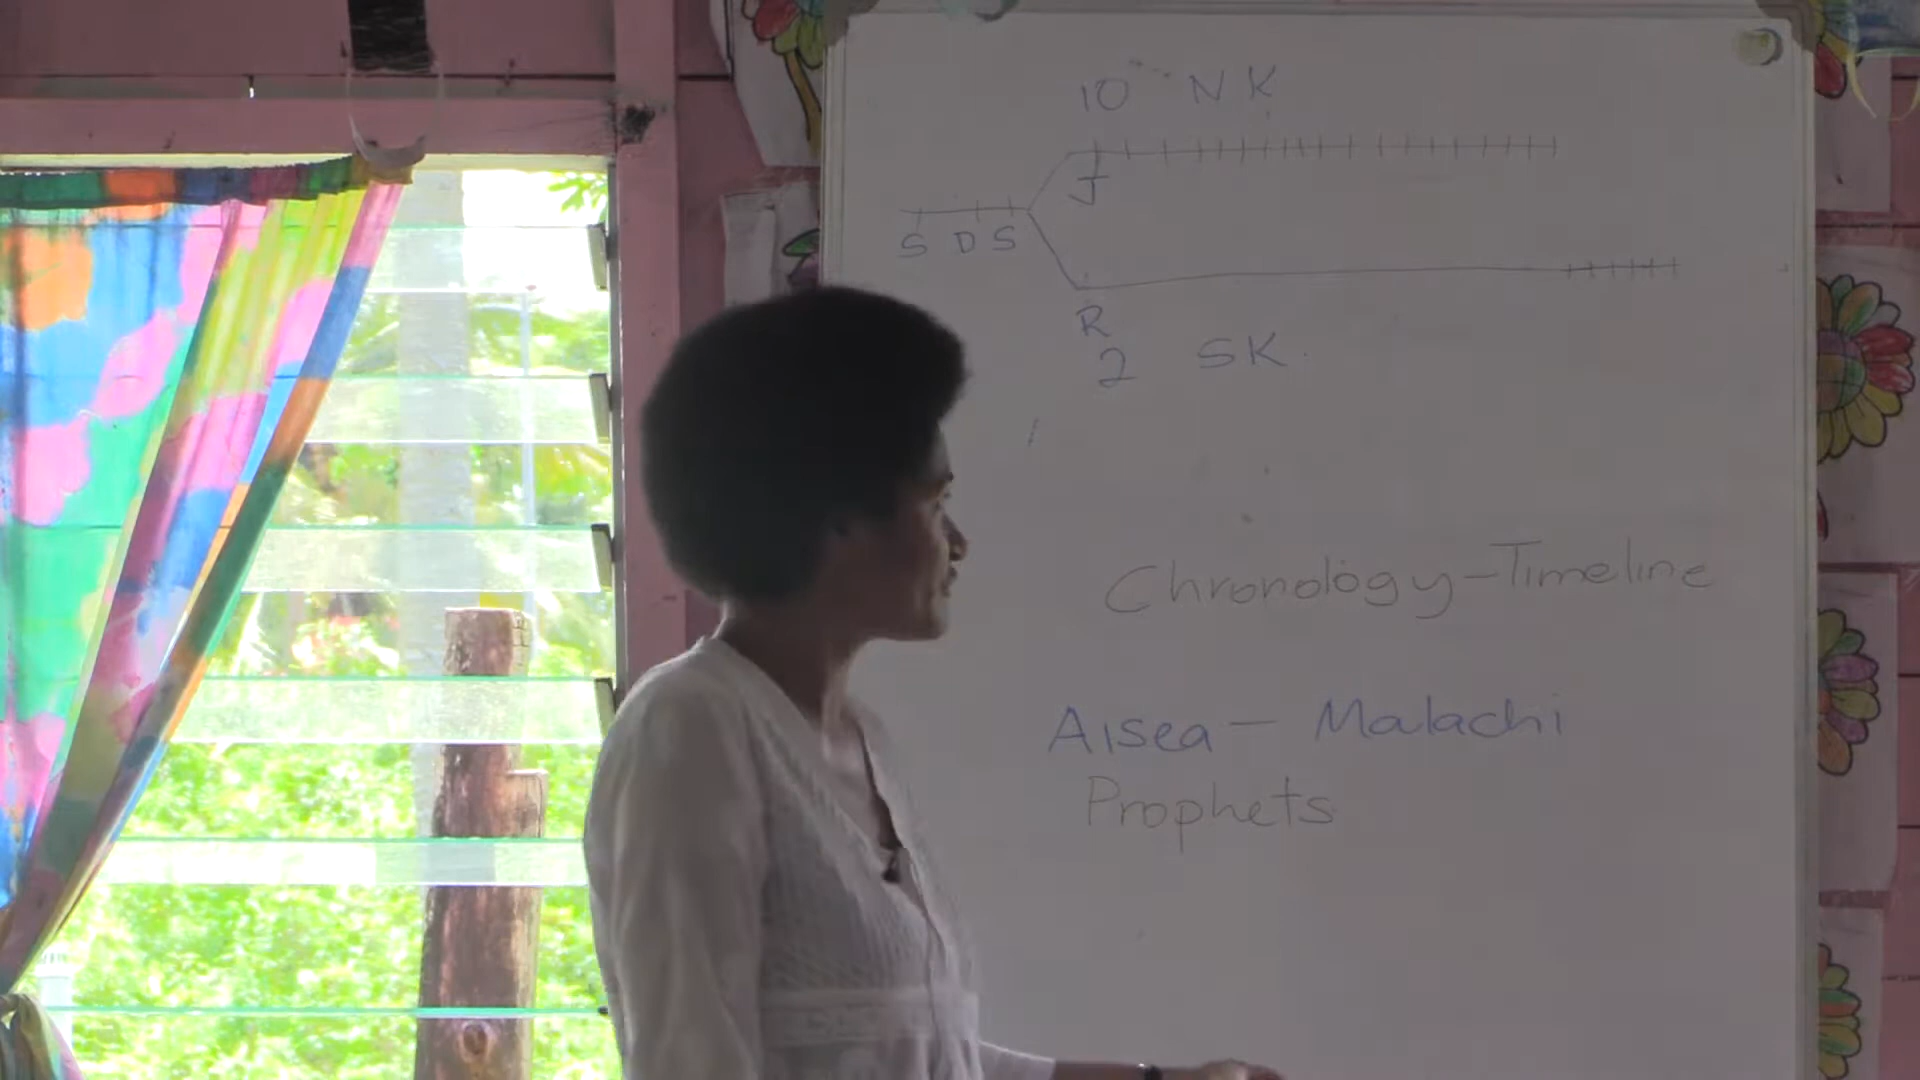 10 NK
J
S D S
R
2 SK
Chronology - Timeline
Aisea - Malachi
Prophets